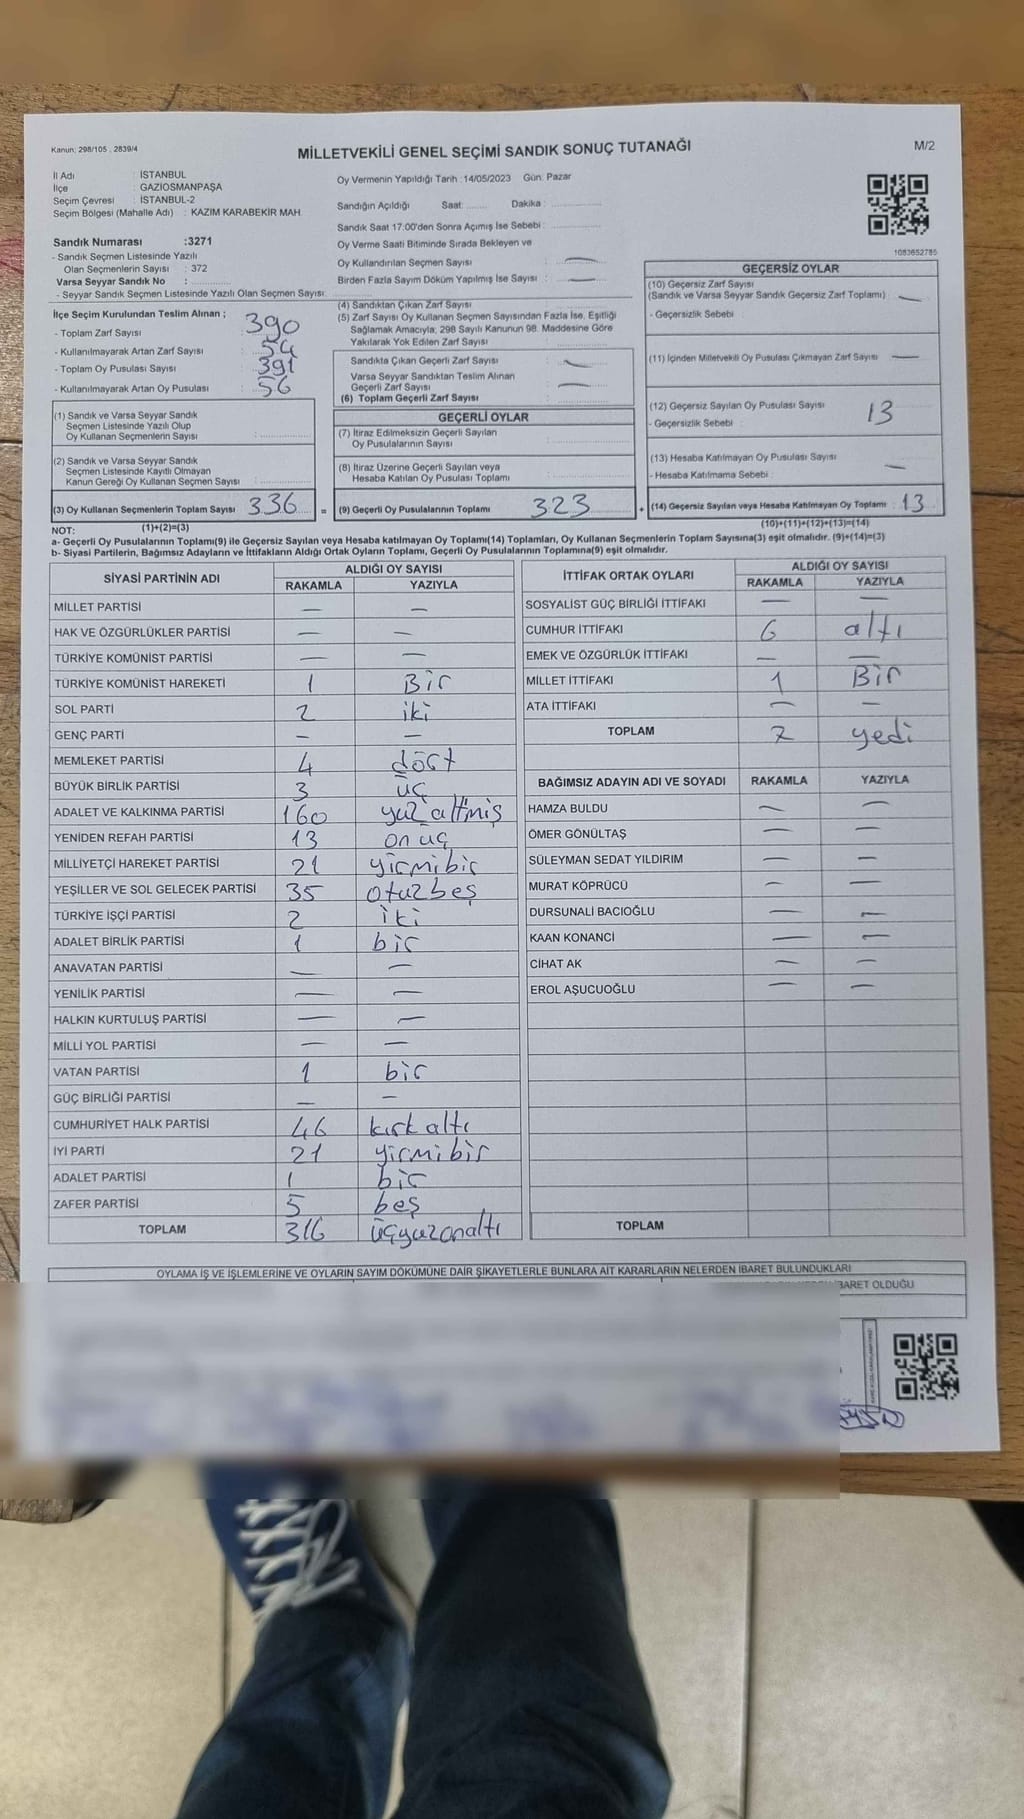 Kanun: 298/105 . 2839/4
MİLLETVEKİLİ GENEL SEÇİMİ SANDIK SONUÇ TUTANAĞI
M/2
İl Adı : İSTANBUL
İlçe : GAZİOSMANPAŞA
Seçim Çevresi : İSTANBUL-2
Seçim Bölgesi (Mahalle Adı) : KAZIM KARABEKİR MAH.
Sandık Numarası :3271
- Sandık Seçmen Listesinde Yazılı
Olan Seçmenlerin Sayısı : 372
Varsa Seyyar Sandık No :
- Seyyar Sandık Seçmen Listesinde Yazılı Olan Seçmen Sayısı:
Oy Vermenin Yapıldığı Tarih :14/05/2023 Gün: Pazar
Sandığın Açıldığı Saat: Dakika :
Sandık Saat 17:00'den Sonra Açımış İse Sebebi :
Oy Verme Saati Bitiminde Sırada Bekleyen ve
Oy Kullandırılan Seçmen Sayısı : —
Birden Fazla Sayım Döküm Yapılmış İse Sayısı : —
1083652785
İlçe Seçim Kurulundan Teslim Alınan ;
- Toplam Zarf Sayısı : 390
- Kullanılmayarak Artan Zarf Sayısı : 54
- Toplam Oy Pusulası Sayısı : 391
- Kullanılmayarak Artan Oy Pusulası : 56
(4) Sandıktan Çıkan Zarf Sayısı :
(5) Zarf Sayısı Oy Kullanan Seçmen Sayısından Fazla İse, Eşitliği
Sağlamak Amacıyla; 298 Sayılı Kanunun 98. Maddesine Göre
Yakılarak Yok Edilen Zarf Sayısı :
Sandıkta Çıkan Geçerli Zarf Sayısı : —
Varsa Seyyar Sandıktan Teslim Alınan
Geçerli Zarf Sayısı : —
(6) Toplam Geçerli Zarf Sayısı :
GEÇERSİZ OYLAR
(10) Geçersiz Zarf Sayısı
(Sandık ve Varsa Seyyar Sandık Geçersiz Zarf Toplamı) : —
- Geçersizlik Sebebi :
(11) İçinden Milletvekili Oy Pusulası Çıkmayan Zarf Sayısı : —
(12) Geçersiz Sayılan Oy Pusulası Sayısı : 13
- Geçersizlik Sebebi :
(13) Hesaba Katılmayan Oy Pusulası Sayısı : —
- Hesaba Katılmama Sebebi :
(14) Geçersiz Sayılan veya Hesaba Katılmayan Oy Toplamı : 13
(10)+(11)+(12)+(13)=(14)
(1) Sandık ve Varsa Seyyar Sandık
Seçmen Listesinde Yazılı Olup
Oy Kullanan Seçmenlerin Sayısı :
(2) Sandık ve Varsa Seyyar Sandık
Seçmen Listesinde Kayıtlı Olmayan
Kanun Gereği Oy Kullanan Seçmen Sayısı :
(3) Oy Kullanan Seçmenlerin Toplam Sayısı : 336 =
(1)+(2)=(3)
GEÇERLİ OYLAR
(7) İtiraz Edilmeksizin Geçerli Sayılan
Oy Pusulalarının Sayısı :
(8) İtiraz Üzerine Geçerli Sayılan veya
Hesaba Katılan Oy Pusulası Toplamı :
(9) Geçerli Oy Pusulalarının Toplamı : 323 +
NOT:
a- Geçerli Oy Pusulalarının Toplamı(9) ile Geçersiz Sayılan veya Hesaba katılmayan Oy Toplamı(14) Toplamları, Oy Kullanan Seçmenlerin Toplam Sayısına(3) eşit olmalıdır. (9)+(14)=(3)
b- Siyasi Partilerin, Bağımsız Adayların ve İttifakların Aldığı Ortak Oyların Toplamı, Geçerli Oy Pusulalarının Toplamına(9) eşit olmalıdır.
SİYASİ PARTİNİN ADI ALDIĞI OY SAYISI
RAKAMLA YAZIYLA
MİLLET PARTİSİ — —
HAK VE ÖZGÜRLÜKLER PARTİSİ — —
TÜRKİYE KOMÜNİST PARTİSİ — —
TÜRKİYE KOMÜNİST HAREKETİ 1 Bir
SOL PARTİ 2 iki
GENÇ PARTİ — —
MEMLEKET PARTİSİ 4 dört
BÜYÜK BİRLİK PARTİSİ 3 üç
ADALET VE KALKINMA PARTİSİ 160 yüz altmış
YENİDEN REFAH PARTİSİ 13 on üç
MİLLİYETÇİ HAREKET PARTİSİ 21 yirmibir
YEŞİLLER VE SOL GELECEK PARTİSİ 35 otuzbeş
TÜRKİYE İŞÇİ PARTİSİ 2 iki
ADALET BİRLİK PARTİSİ 1 bir
ANAVATAN PARTİSİ — —
YENİLİK PARTİSİ — —
HALKIN KURTULUŞ PARTİSİ — —
MİLLİ YOL PARTİSİ — —
VATAN PARTİSİ 1 bir
GÜÇ BİRLİĞİ PARTİSİ — —
CUMHURİYET HALK PARTİSİ 46 kırk altı
İYİ PARTİ 21 yirmibir
ADALET PARTİSİ 1 bir
ZAFER PARTİSİ 5 beş
TOPLAM 316 üçyüzonaltı
İTTİFAK ORTAK OYLARI ALDIĞI OY SAYISI
RAKAMLA YAZIYLA
SOSYALİST GÜÇ BİRLİĞİ İTTİFAKI — —
CUMHUR İTTİFAKI 6 altı
EMEK VE ÖZGÜRLÜK İTTİFAKI — —
MİLLET İTTİFAKI 1 Bir
ATA İTTİFAKI — —
TOPLAM 7 yedi
BAĞIMSIZ ADAYIN ADI VE SOYADI RAKAMLA YAZIYLA
HAMZA BULDU — —
ÖMER GÖNÜLTAŞ — —
SÜLEYMAN SEDAT YILDIRIM — —
MURAT KÖPRÜCÜ — —
DURSUNALİ BACIOĞLU — —
KAAN KONANCİ — —
CİHAT AK — —
EROL AŞUCUOĞLU — —
TOPLAM
OYLAMA İŞ VE İŞLEMLERİNE VE OYLARIN SAYIM DÖKÜMÜNE DAİR ŞİKAYETLERLE BUNLARA AİT KARARLARIN NELERDEN İBARET BULUNDUKLARI
İBARET OLDUĞU